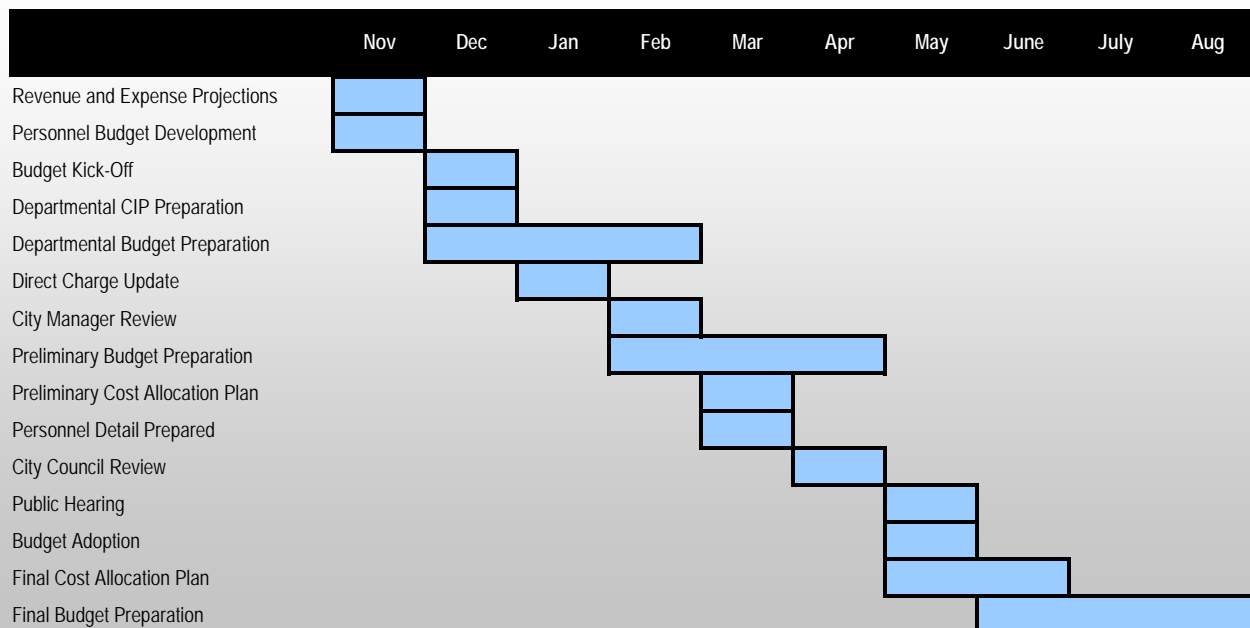 Nov Dec Jan Feb Mar Apr May June July Aug
Revenue and Expense Projections
Personnel Budget Development
Budget Kick-Off
Departmental CIP Preparation
Departmental Budget Preparation
Direct Charge Update
City Manager Review
Preliminary Budget Preparation
Preliminary Cost Allocation Plan
Personnel Detail Prepared
City Council Review
Public Hearing
Budget Adoption
Final Cost Allocation Plan
Final Budget Preparation